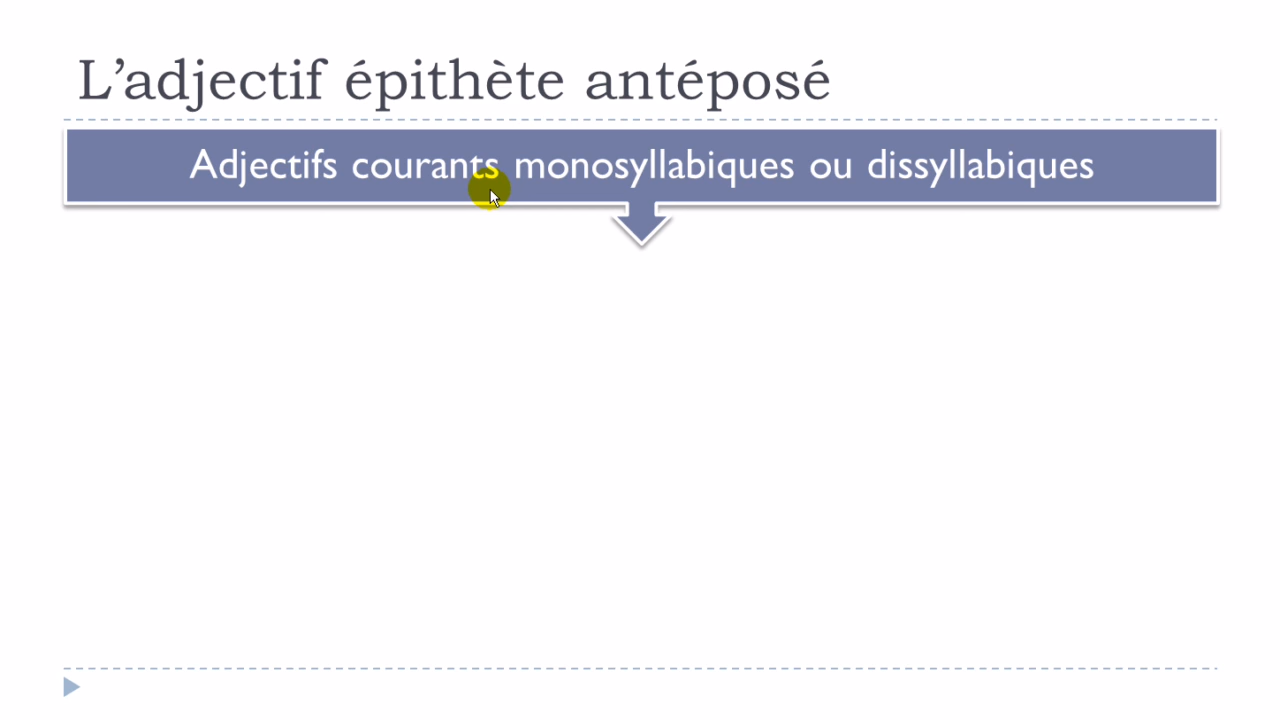 L’adjectif épithète antéposé
Adjectifs courants monosyllabiques ou dissyllabiques